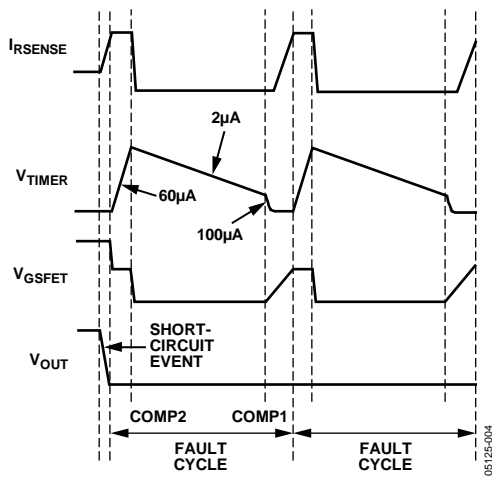 IRSENSE
2µA
VTIMER
60µA
100µA
VGSFET
SHORT-
CIRCUIT
EVENT
VOUT
COMP2
COMP1
FAULT
CYCLE
FAULT
CYCLE
05125-004